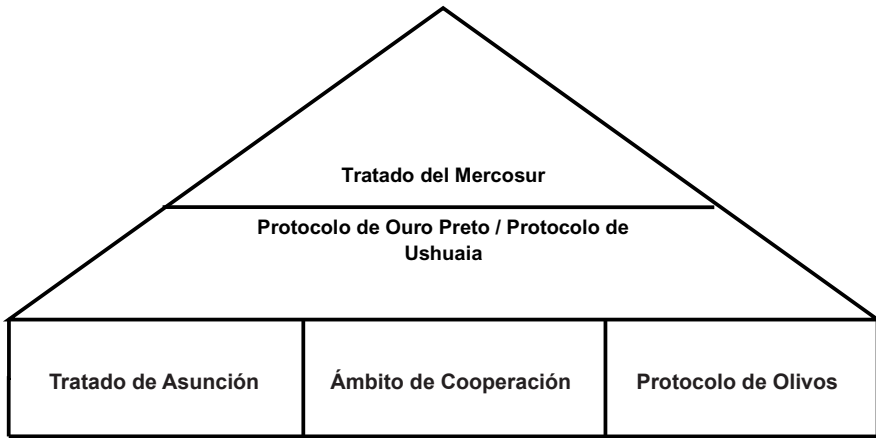 Tratado del Mercosur
Protocolo de Ouro Preto / Protocolo de
Ushuaia
Tratado de Asunción
Ámbito de Cooperación
Protocolo de Olivos